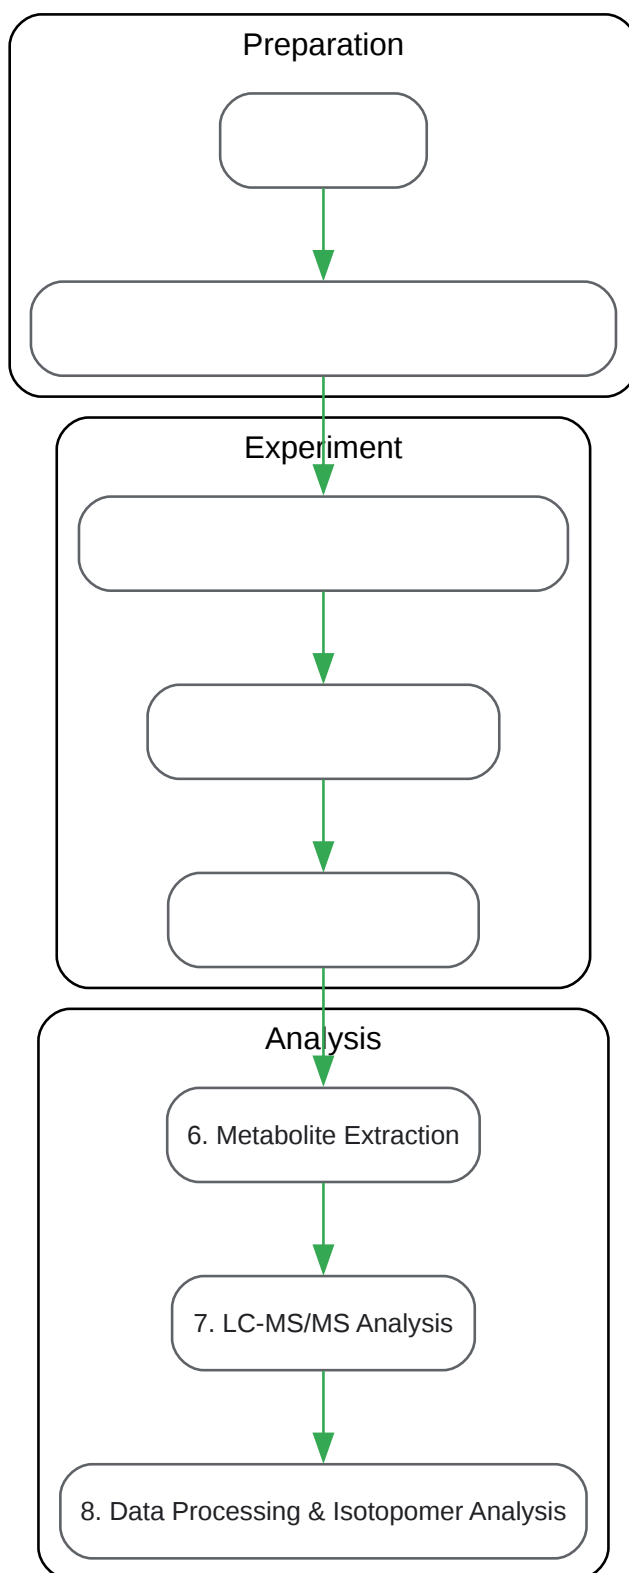 Preparation
Experiment
Analysis
6. Metabolite Extraction
7. LC-MS/MS Analysis
8. Data Processing & Isotopomer Analysis